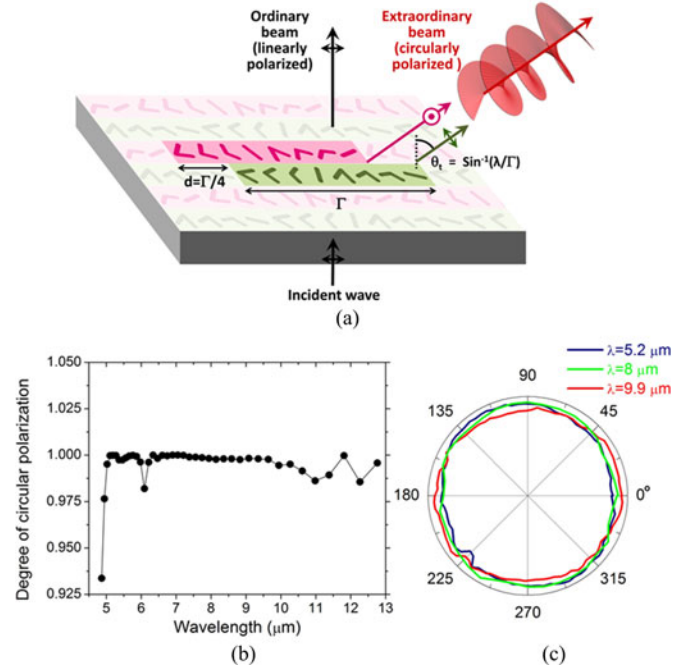 Ordinary
beam
(linearly
polarized)
Extraordinary
beam
(circularly
polarized )
θt = Sin-1(λ/Γ)
d=Γ/4
Γ
Incident wave
(a)
1.050
1.025
1.000
0.975
0.950
0.925
Degree of circular polarization
5 6 7 8 9 10 11 12 13
Wavelength (μm)
(b)
λ=5.2 μm
λ=8 μm
λ=9.9 μm
90
135 45
180 0°
225 315
270
(c)